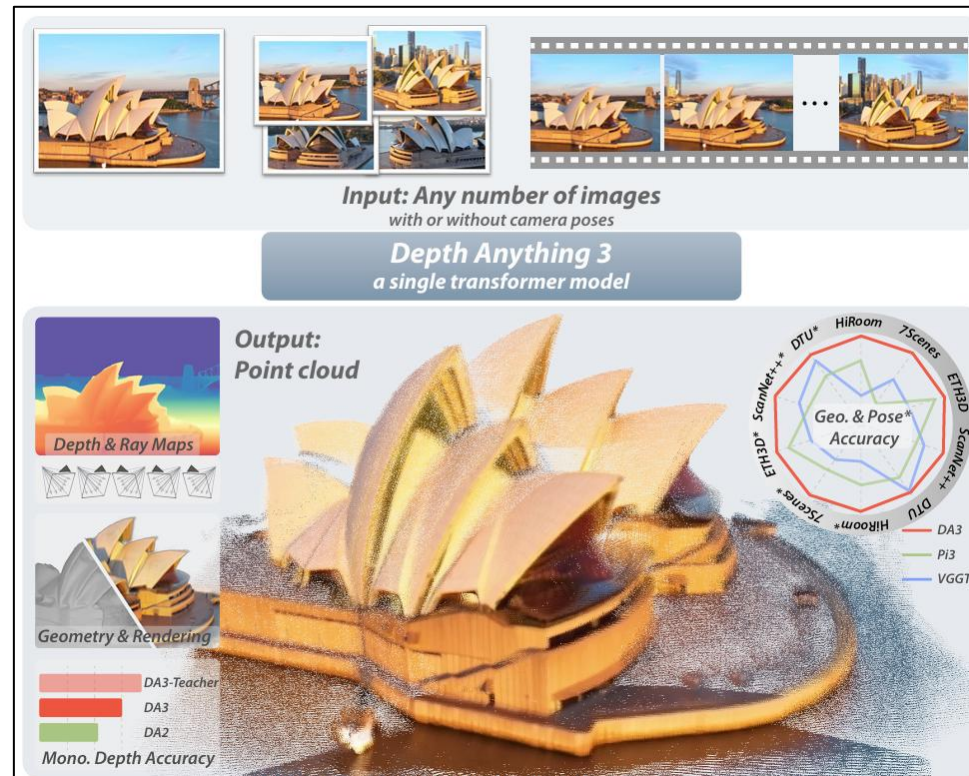 Input: Any number of images
with or without camera poses
Depth Anything 3
a single transformer model
Output:
Point cloud
Depth & Ray Maps
Geometry & Rendering
DA3-Teacher
DA3
DA2
Mono. Depth Accuracy
HiRoom
7Scenes
ETH3D
ScanNet++
DTU
HiRoom*
7Scenes*
ETH3D*
ScanNet++*
DTU*
Geo. & Pose*
Accuracy
DA3
Pi3
VGGT